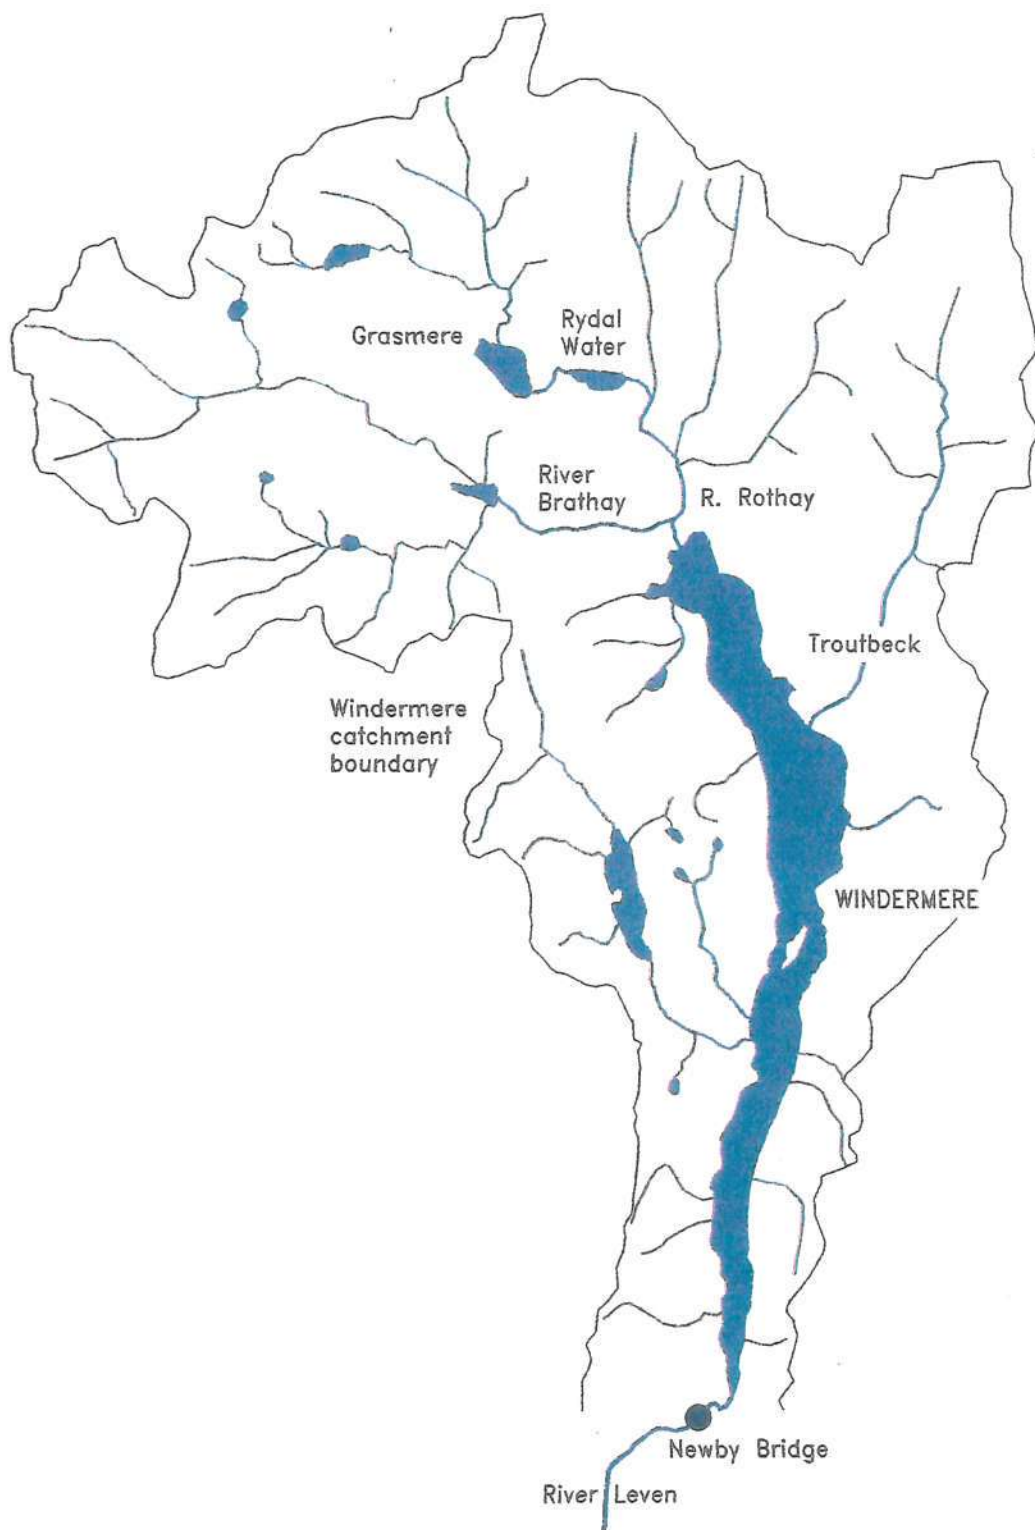 Grasmere
Rydal
Water
River
Brathay
R. Rothay
Troutbeck
Windermere
catchment
boundary
WINDERMERE
Newby Bridge
River Leven